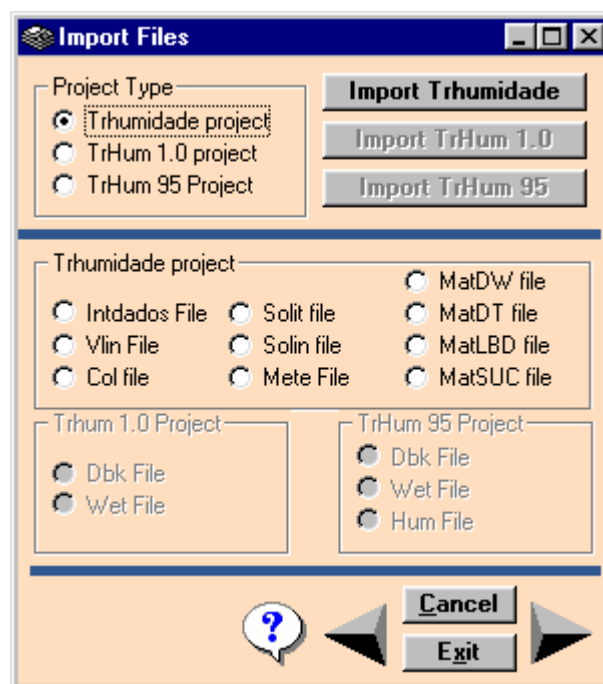 Import Files
Project Type
Trhumidade project
TrHum 1.0 project
TrHum 95 Project
Import Trhumidade
Import TrHum 1.0
Import TrHum 95
Trhumidade project
Intdados File
Vlin File
Col file
Solit file
Solin file
Mete File
MatDW file
MatDT file
MatLBD file
MatSUC file
Trhum 1.0 Project
Dbk File
Wet File
TrHum 95 Project
Dbk File
Wet File
Hum File
?
Cancel
Exit